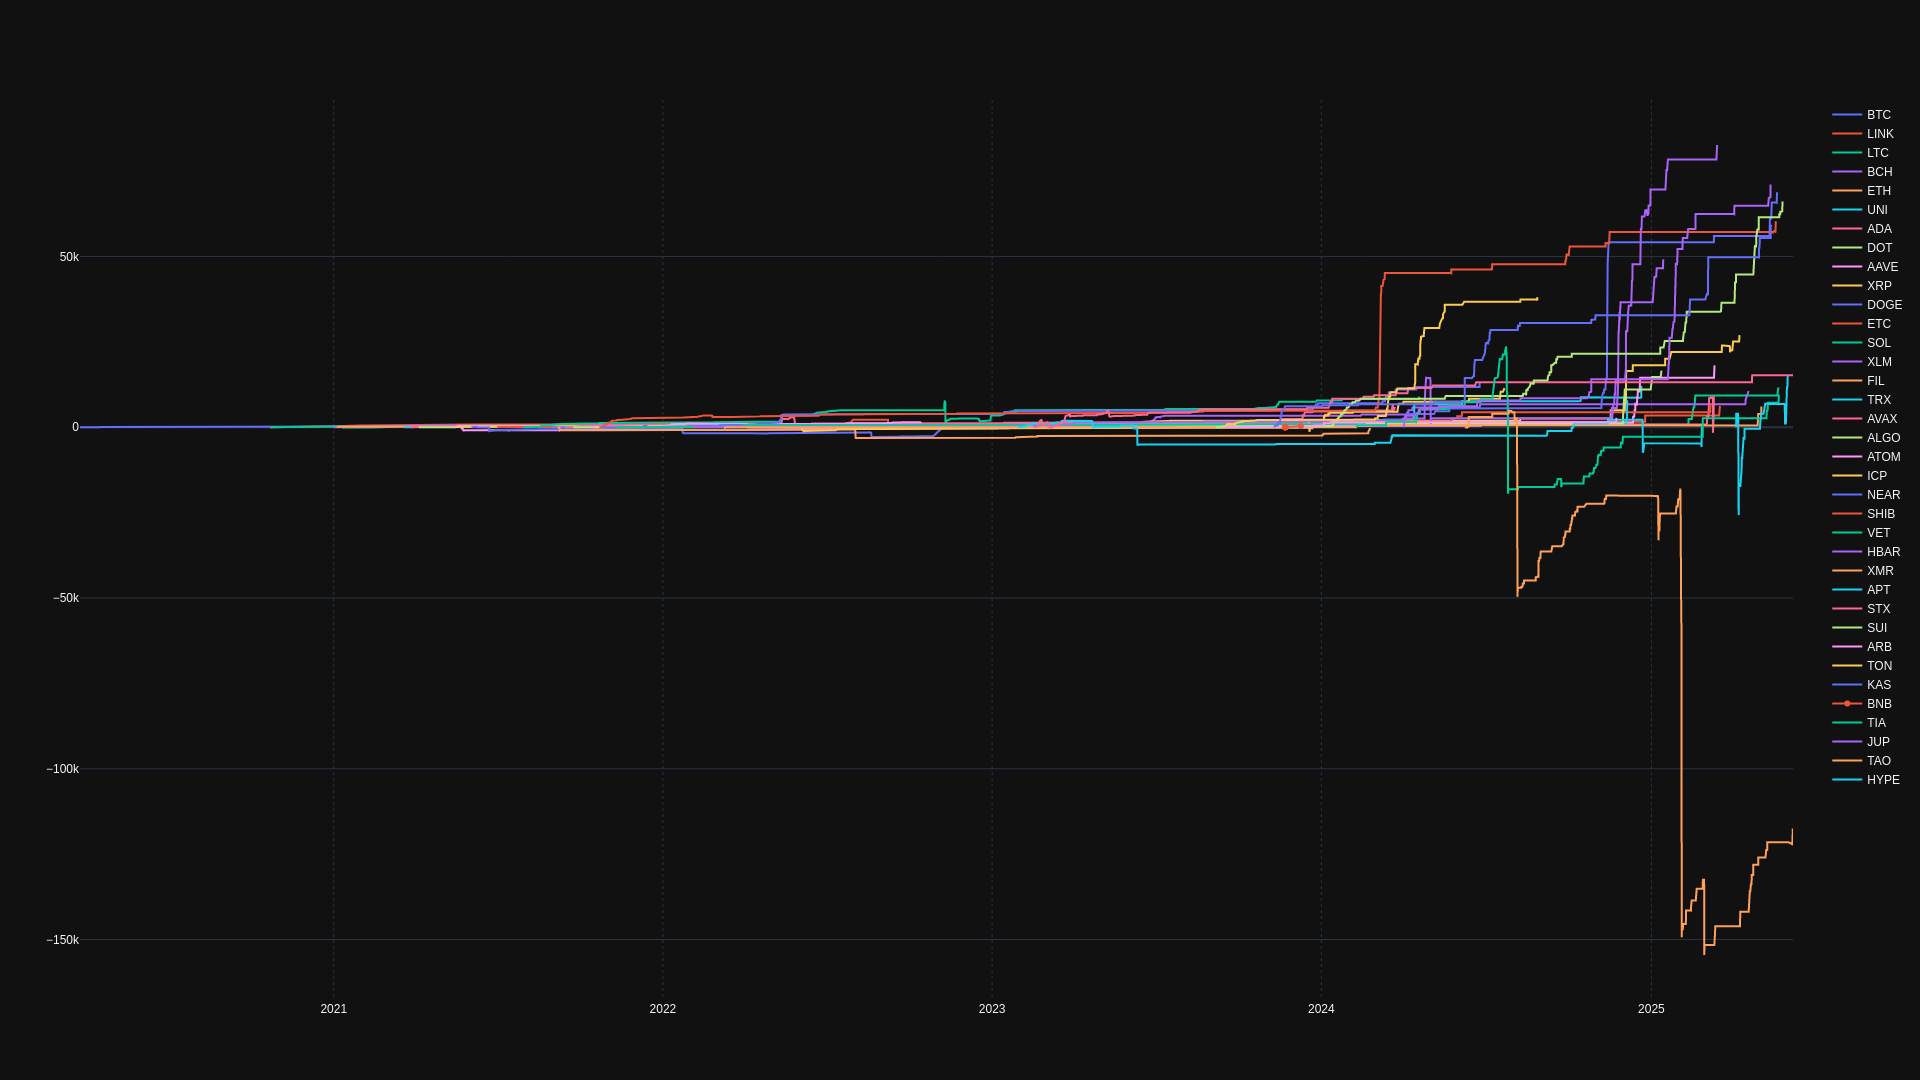 50k
0
−50k
−100k
−150k
2021 2022 2023 2024 2025
BTC
LINK
LTC
BCH
ETH
UNI
ADA
DOT
AAVE
XRP
DOGE
ETC
SOL
XLM
FIL
TRX
AVAX
ALGO
ATOM
ICP
NEAR
SHIB
VET
HBAR
XMR
APT
STX
SUI
ARB
TON
KAS
BNB
TIA
JUP
TAO
HYPE